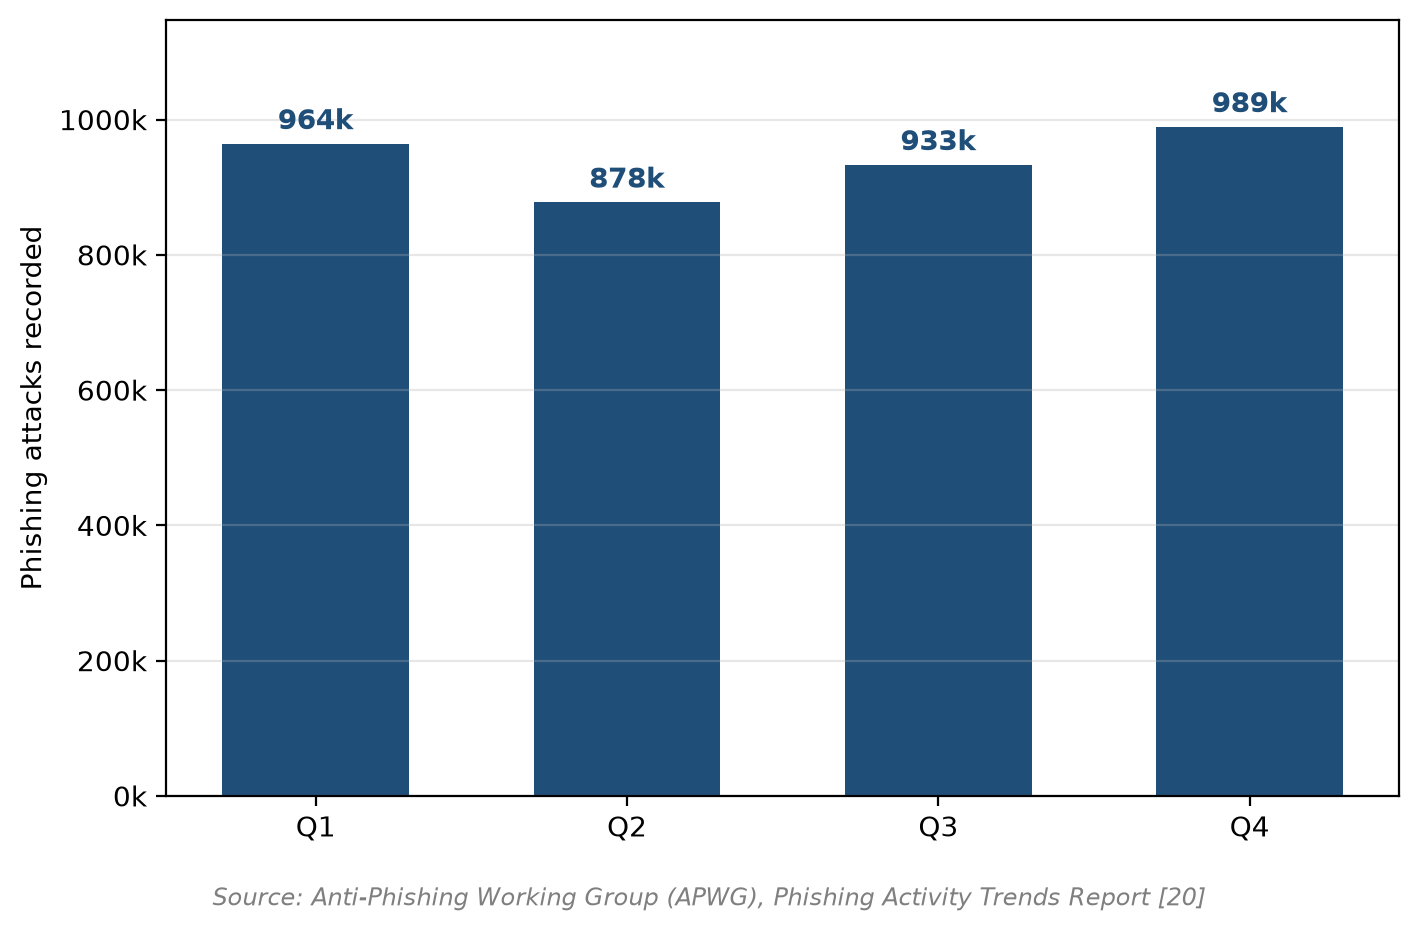 Phishing attacks recorded
1000k
800k
600k
400k
200k
0k
964k
878k
933k
989k
Q1
Q2
Q3
Q4
Source: Anti-Phishing Working Group (APWG), Phishing Activity Trends Report [20]